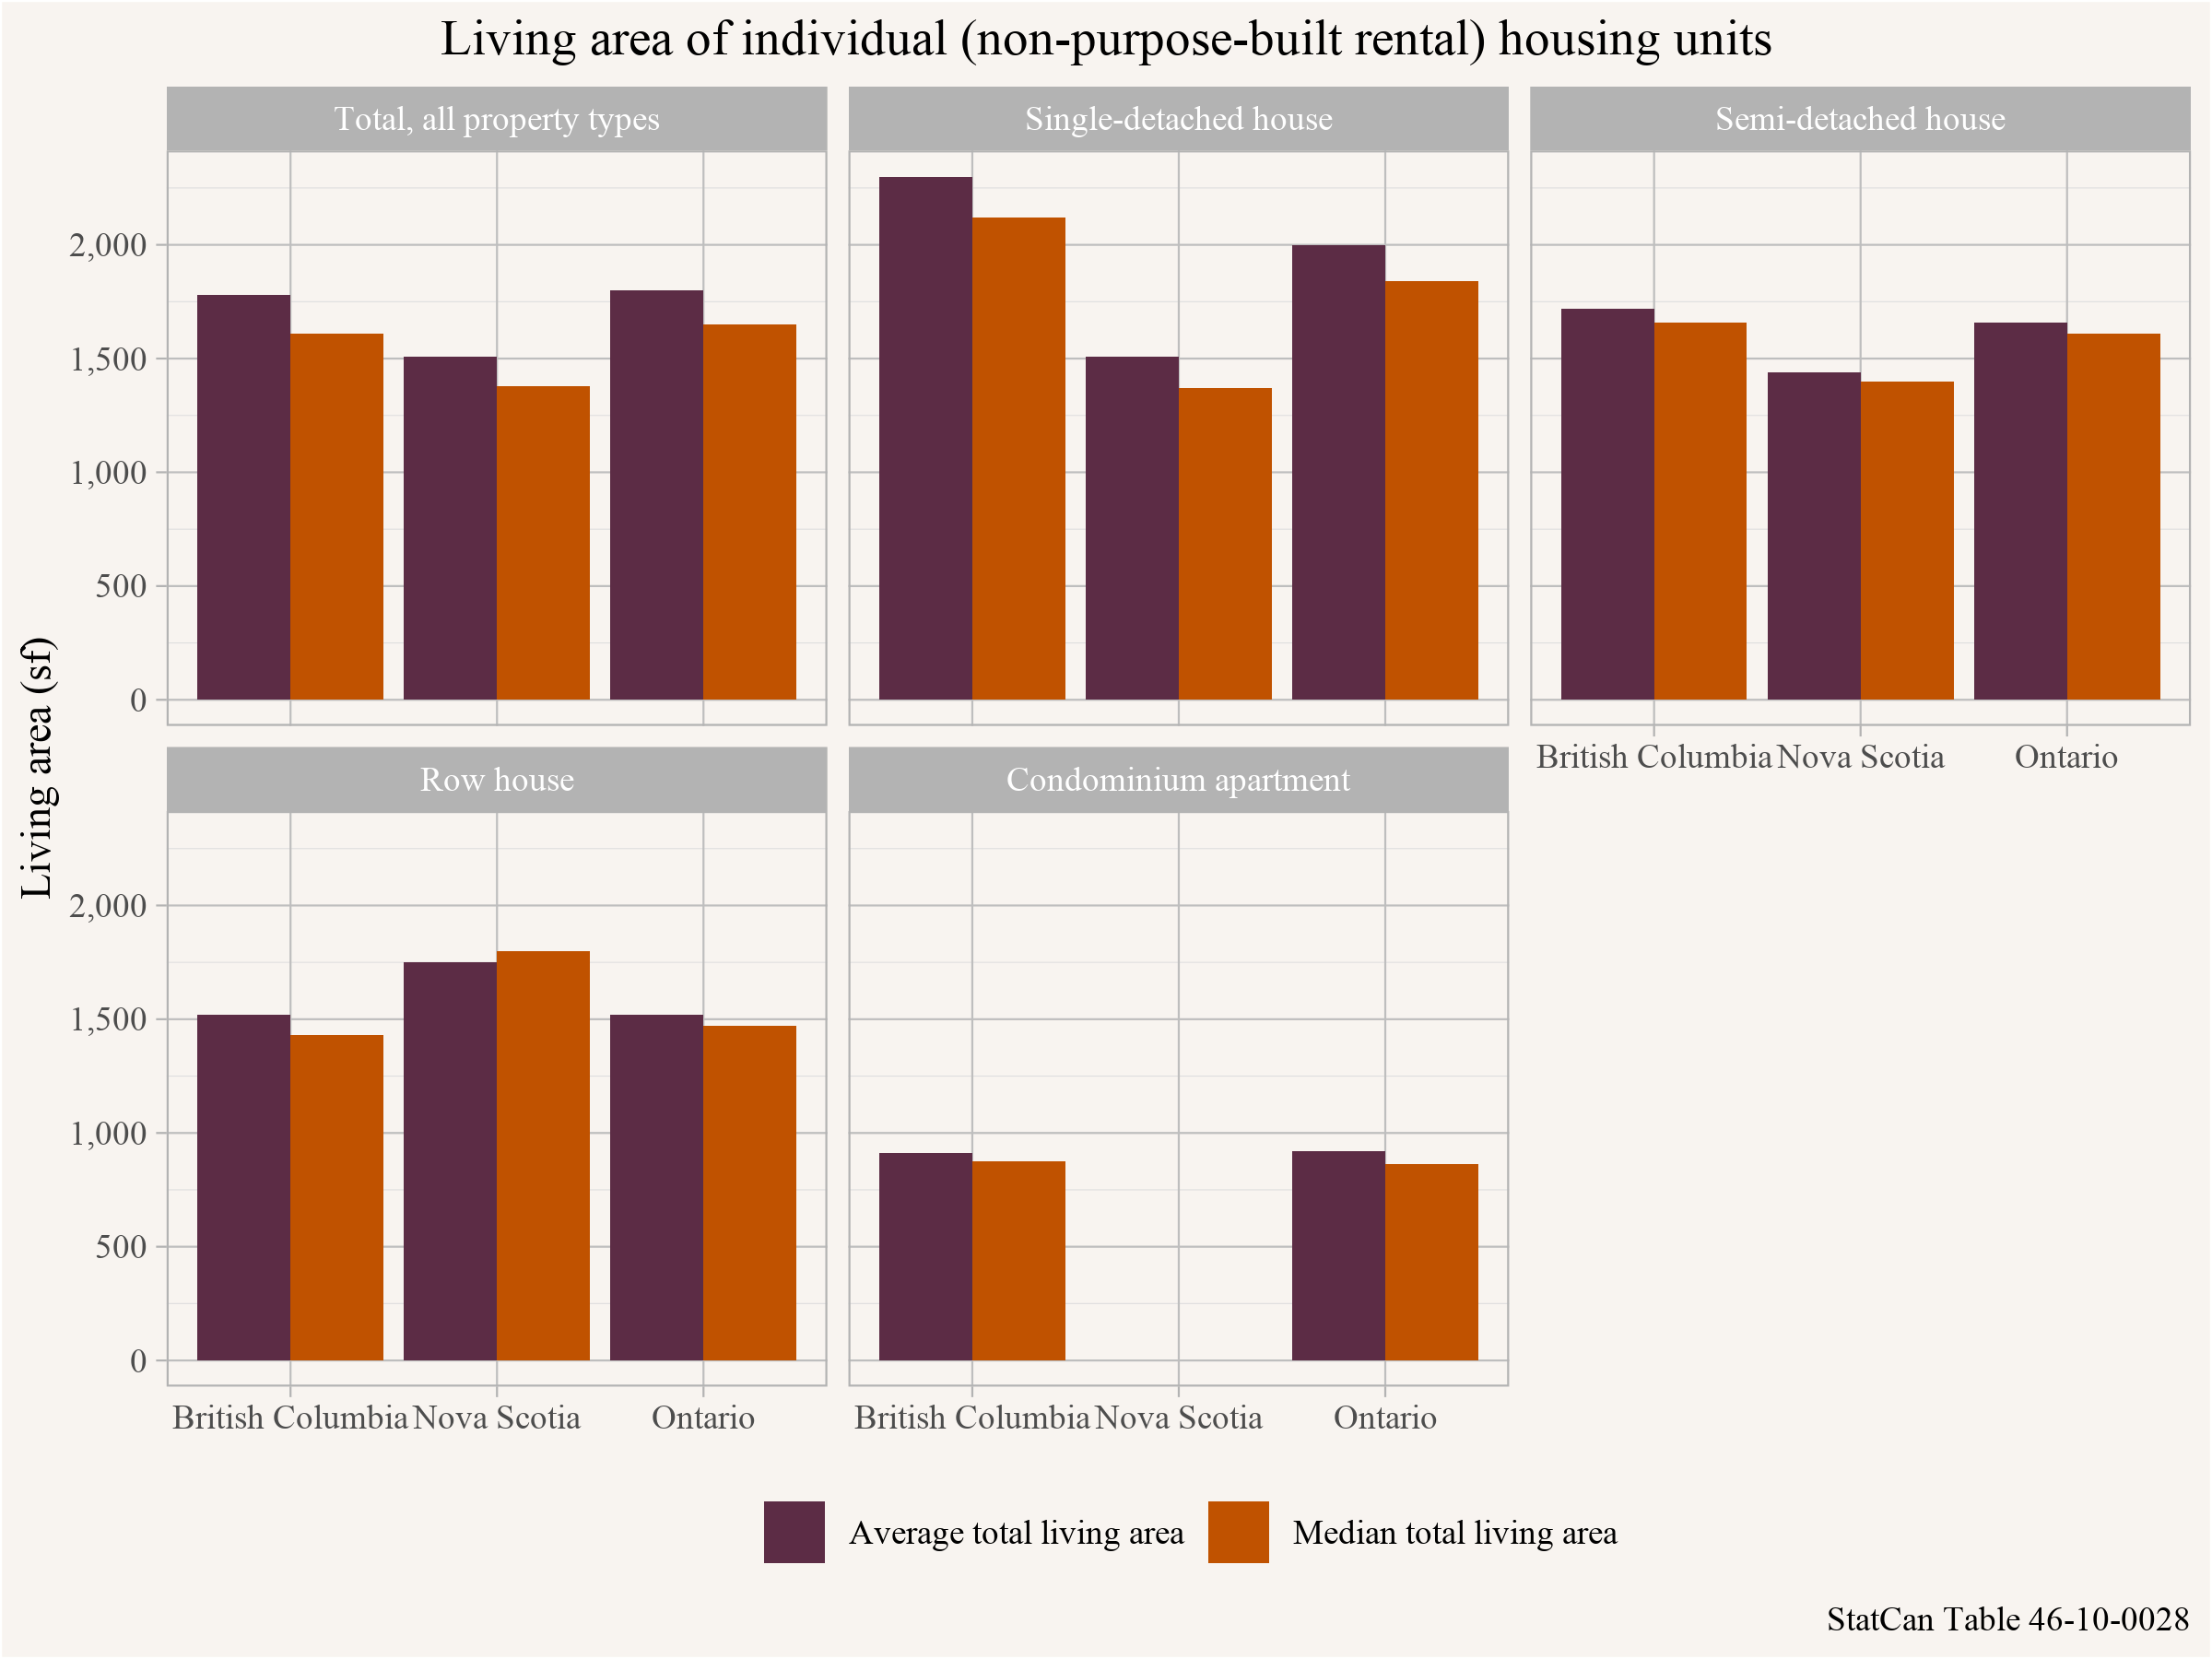 Living area of individual (non-purpose-built rental) housing units
Total, all property types
Single-detached house
Semi-detached house
2,000
1,500
1,000
500
0
British Columbia
Nova Scotia
Ontario
Living area (sf)
Row house
Condominium apartment
2,000
1,500
1,000
500
0
British Columbia
Nova Scotia
Ontario
British Columbia
Nova Scotia
Ontario
Average total living area
Median total living area
StatCan Table 46-10-0028